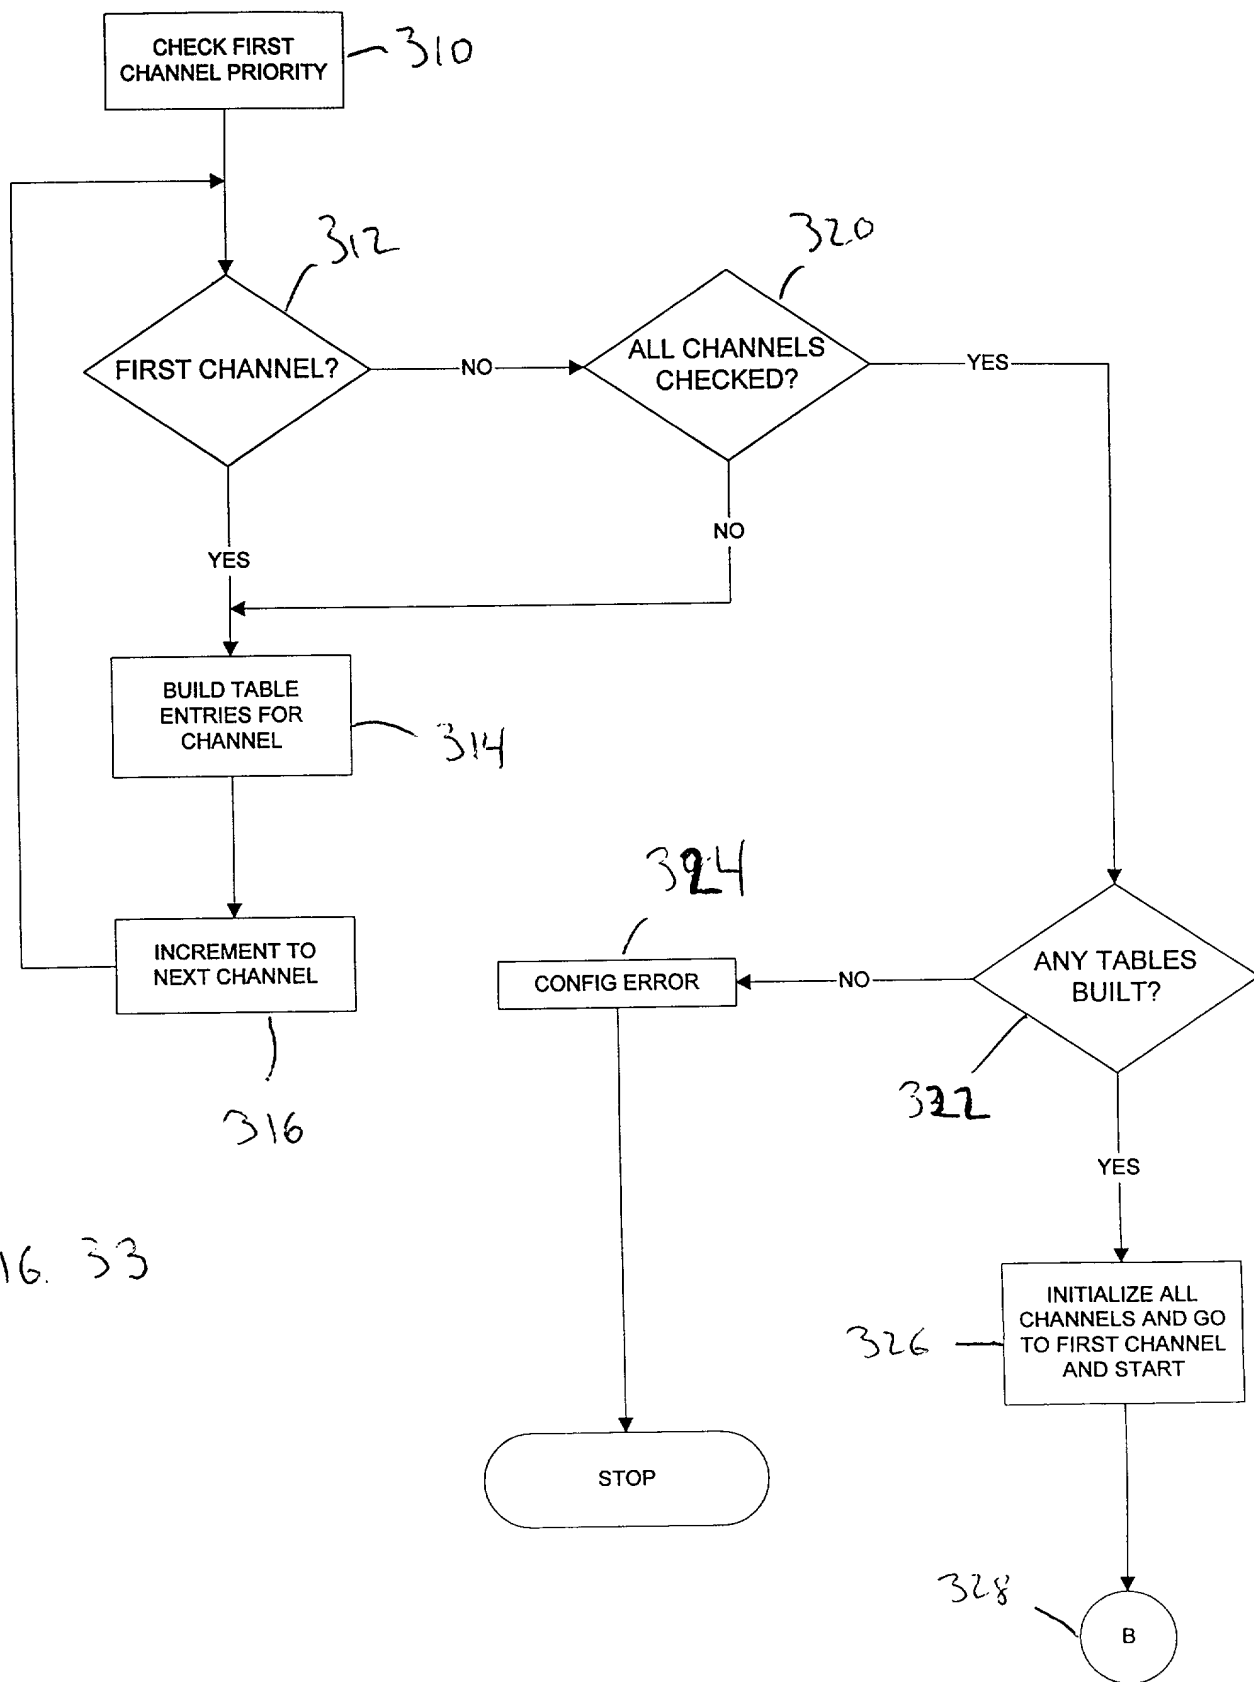 CHECK FIRST
CHANNEL PRIORITY
310
312
320
FIRST CHANNEL?
NO
ALL CHANNELS
CHECKED?
YES
NO
YES
BUILD TABLE
ENTRIES FOR
CHANNEL
314
324
INCREMENT TO
NEXT CHANNEL
CONFIG ERROR
NO
ANY TABLES
BUILT?
322
316
YES
IG. 33
INITIALIZE ALL
CHANNELS AND GO
TO FIRST CHANNEL
AND START
326
STOP
328
B